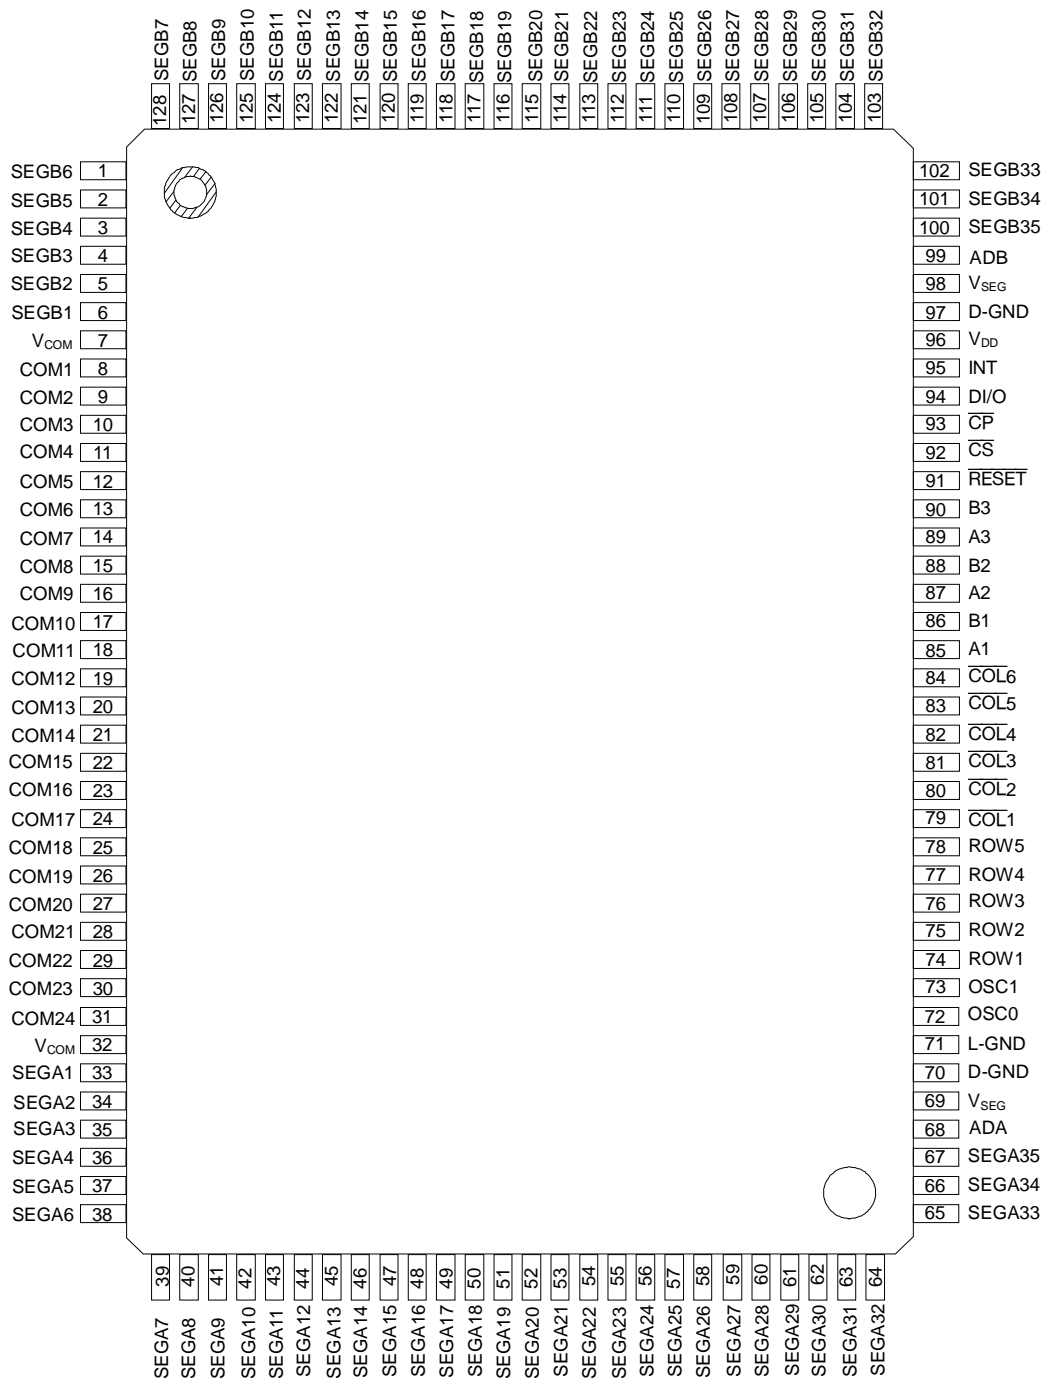 SEGB7 SEGB8 SEGB9 SEGB10 SEGB11 SEGB12 SEGB13 SEGB14 SEGB15 SEGB16 SEGB17 SEGB18 SEGB19 SEGB20 SEGB21 SEGB22 SEGB23 SEGB24 SEGB25 SEGB26 SEGB27 SEGB28 SEGB29 SEGB30 SEGB31 SEGB32
128 127 126 125 124 123 122 121 120 119 118 117 116 115 114 113 112 111 110 109 108 107 106 105 104 103
SEGB6 1 102 SEGB33
SEGB5 2 101 SEGB34
SEGB4 3 100 SEGB35
SEGB3 4 99 ADB
SEGB2 5 98 VSEG
SEGB1 6 97 D-GND
VCOM 7 96 VDD
COM1 8 95 INT
COM2 9 94 DI/O
COM3 10 93 CP
COM4 11 92 CS
COM5 12 91 RESET
COM6 13 90 B3
COM7 14 89 A3
COM8 15 88 B2
COM9 16 87 A2
COM10 17 86 B1
COM11 18 85 A1
COM12 19 84 COL6
COM13 20 83 COL5
COM14 21 82 COL4
COM15 22 81 COL3
COM16 23 80 COL2
COM17 24 79 COL1
COM18 25 78 ROW5
COM19 26 77 ROW4
COM20 27 76 ROW3
COM21 28 75 ROW2
COM22 29 74 ROW1
COM23 30 73 OSC1
COM24 31 72 OSC0
VCOM 32 71 L-GND
SEGA1 33 70 D-GND
SEGA2 34 69 VSEG
SEGA3 35 68 ADA
SEGA4 36 67 SEGA35
SEGA5 37 66 SEGA34
SEGA6 38 65 SEGA33
39 40 41 42 43 44 45 46 47 48 49 50 51 52 53 54 55 56 57 58 59 60 61 62 63 64
SEGA7 SEGA8 SEGA9 SEGA10 SEGA11 SEGA12 SEGA13 SEGA14 SEGA15 SEGA16 SEGA17 SEGA18 SEGA19 SEGA20 SEGA21 SEGA22 SEGA23 SEGA24 SEGA25 SEGA26 SEGA27 SEGA28 SEGA29 SEGA30 SEGA31 SEGA32